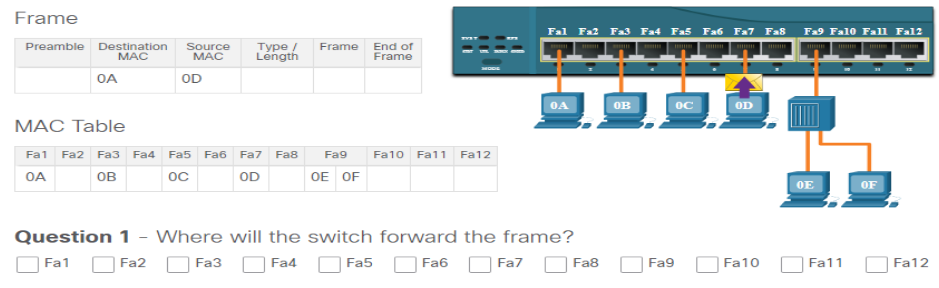 Frame
Preamble Destination MAC Source MAC Type / Length Frame End of Frame
0A 0D
MAC Table
Fa1 Fa2 Fa3 Fa4 Fa5 Fa6 Fa7 Fa8 Fa9 Fa10 Fa11 Fa12
0A 0B 0C 0D 0E 0F
Fa1 Fa2 Fa3 Fa4 Fa5 Fa6 Fa7 Fa8 Fa9 Fa10 Fa11 Fa12
MODE
0A 0B 0C 0D
0E 0F
Question 1 – Where will the switch forward the frame?
Fa1 Fa2 Fa3 Fa4 Fa5 Fa6 Fa7 Fa8 Fa9 Fa10 Fa11 Fa12